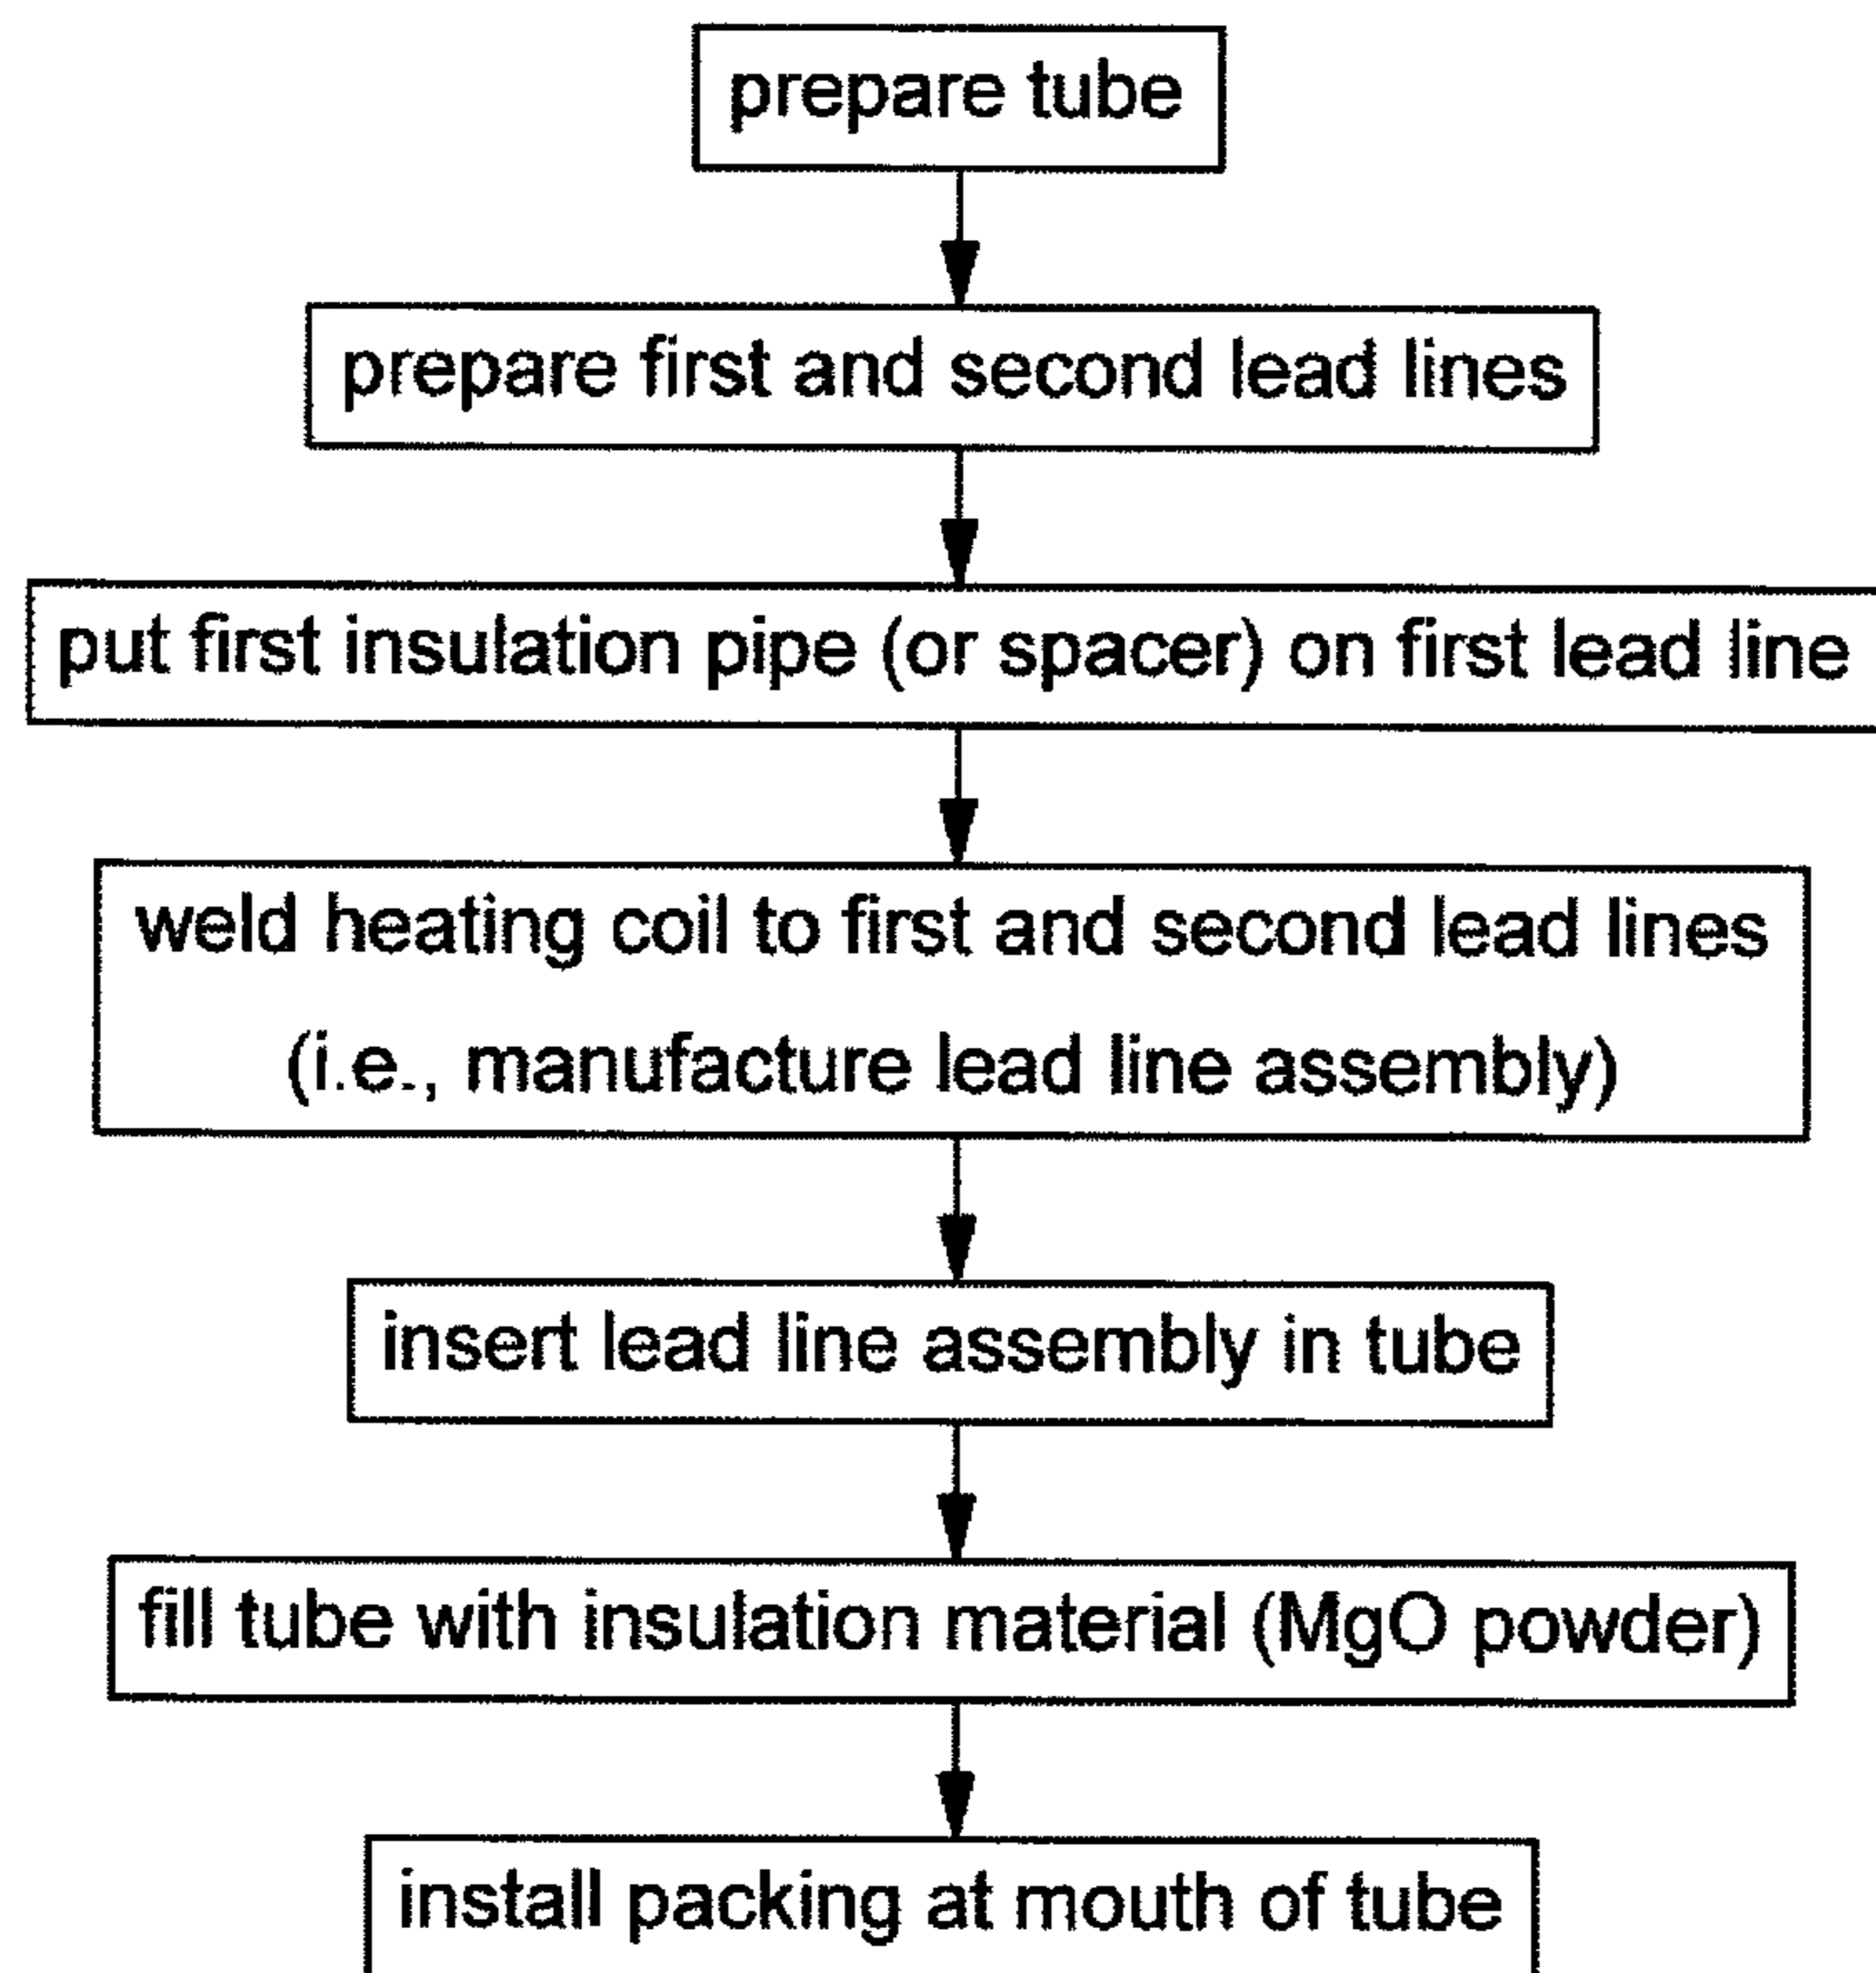 prepare tube
prepare first and second lead lines
put first insulation pipe (or spacer) on first lead line
weld heating coil to first and second lead lines
(i.e., manufacture lead line assembly)
insert lead line assembly in tube
fill tube with insulation material (MgO powder)
install packing at mouth of tube